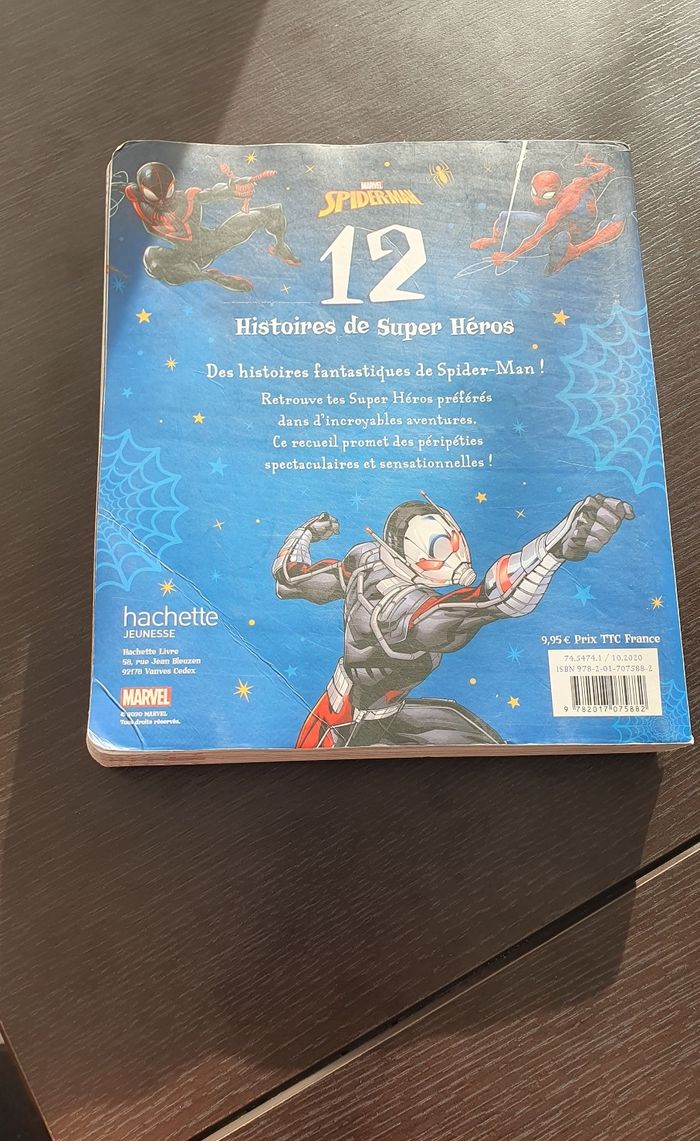 MARVEL
SPIDER-MAN
12
Histoires de Super Héros
Des histoires fantastiques de Spider-Man !
Retrouve tes Super Héros préférés
dans d'incroyables aventures.
Ce recueil promet des péripéties
spectaculaires et sensationnelles !
hachette
JEUNESSE
Hachette Livre
58, rue Jean Bleuzen
92178 Vanves Cedex
MARVEL
© 2020 MARVEL
Tous droits réservés.
9,95 € Prix TTC France
74.5474.1 / 10.2020
ISBN 978-2-01-707588-2
9 782017 075882